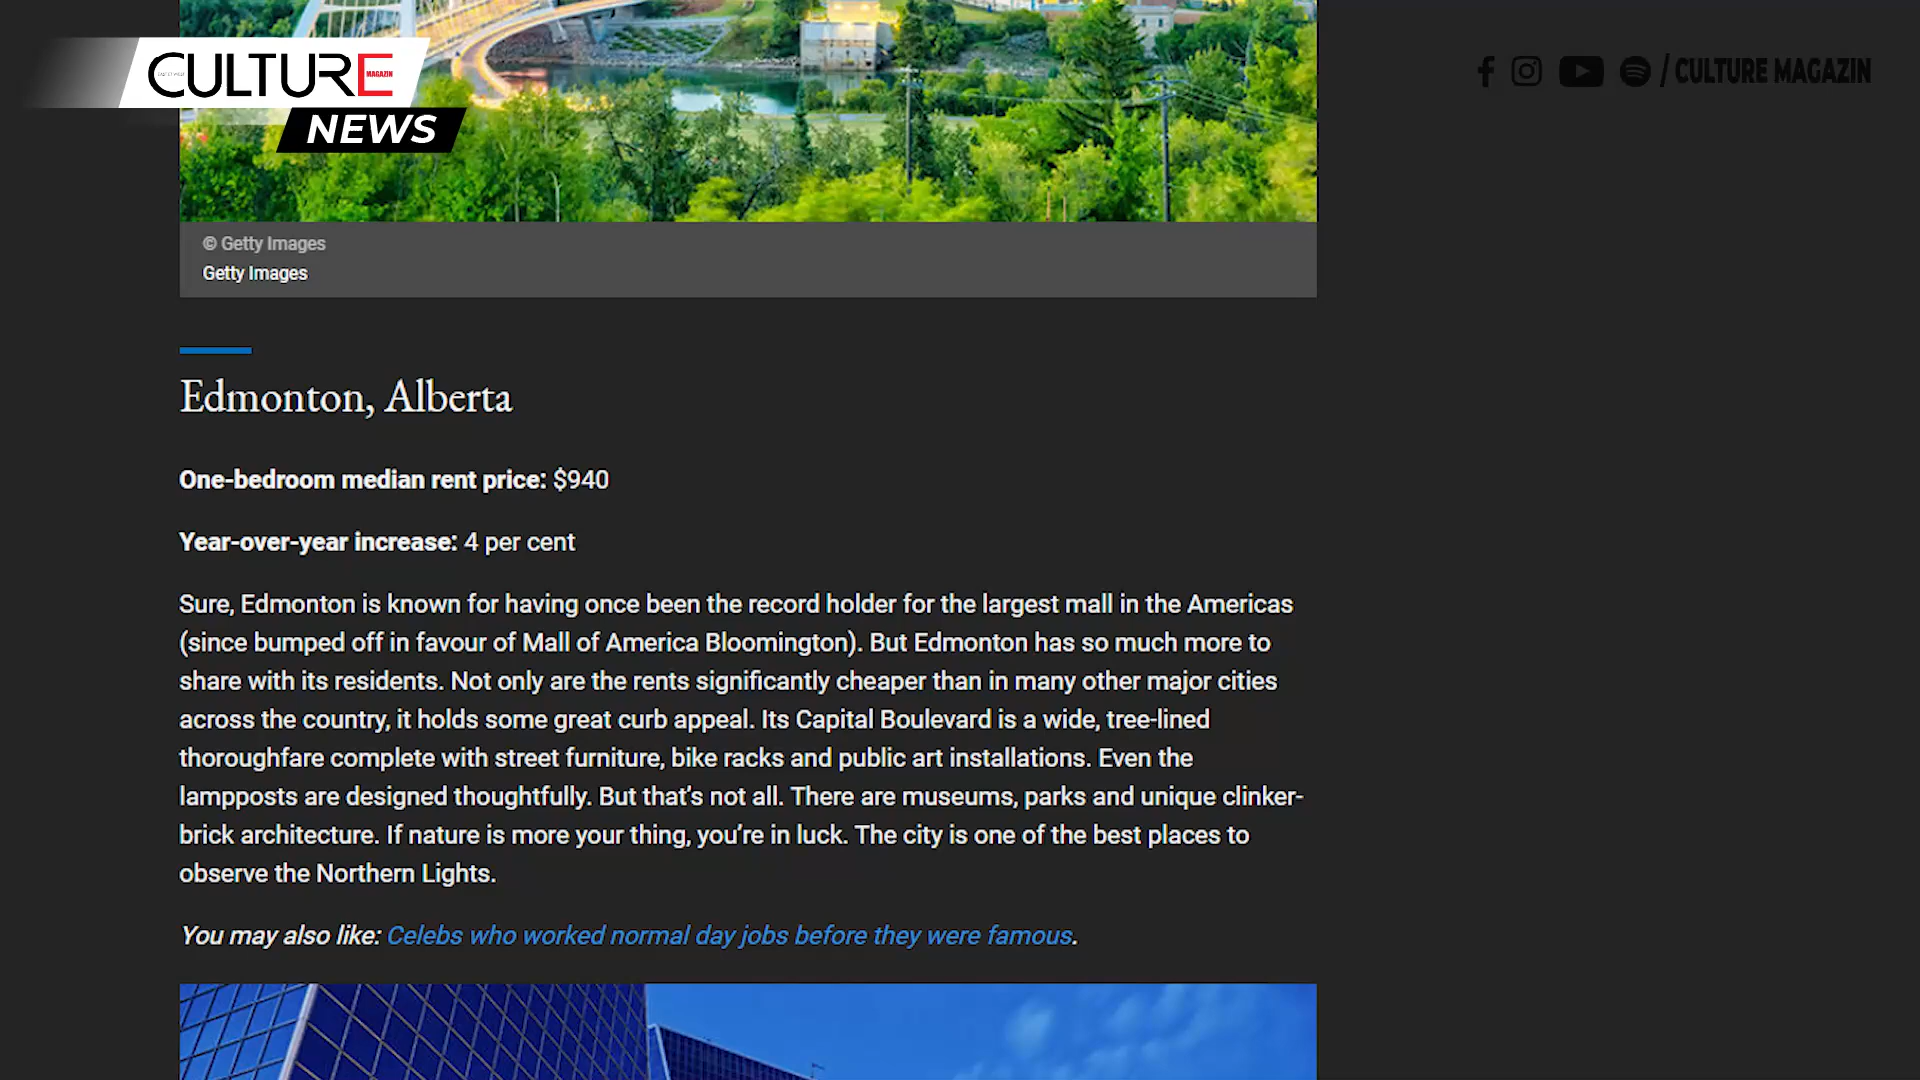 CULTURE
MAGAZIN
NEWS
/ CULTURE MAGAZIN
© Getty Images
Getty Images
Edmonton, Alberta
One-bedroom median rent price: $940
Year-over-year increase: 4 per cent
Sure, Edmonton is known for having once been the record holder for the largest mall in the Americas
(since bumped off in favour of Mall of America Bloomington). But Edmonton has so much more to
share with its residents. Not only are the rents significantly cheaper than in many other major cities
across the country, it holds some great curb appeal. Its Capital Boulevard is a wide, tree-lined
thoroughfare complete with street furniture, bike racks and public art installations. Even the
lampposts are designed thoughtfully. But that’s not all. There are museums, parks and unique clinker-
brick architecture. If nature is more your thing, you’re in luck. The city is one of the best places to
observe the Northern Lights.
You may also like: Celebs who worked normal day jobs before they were famous.